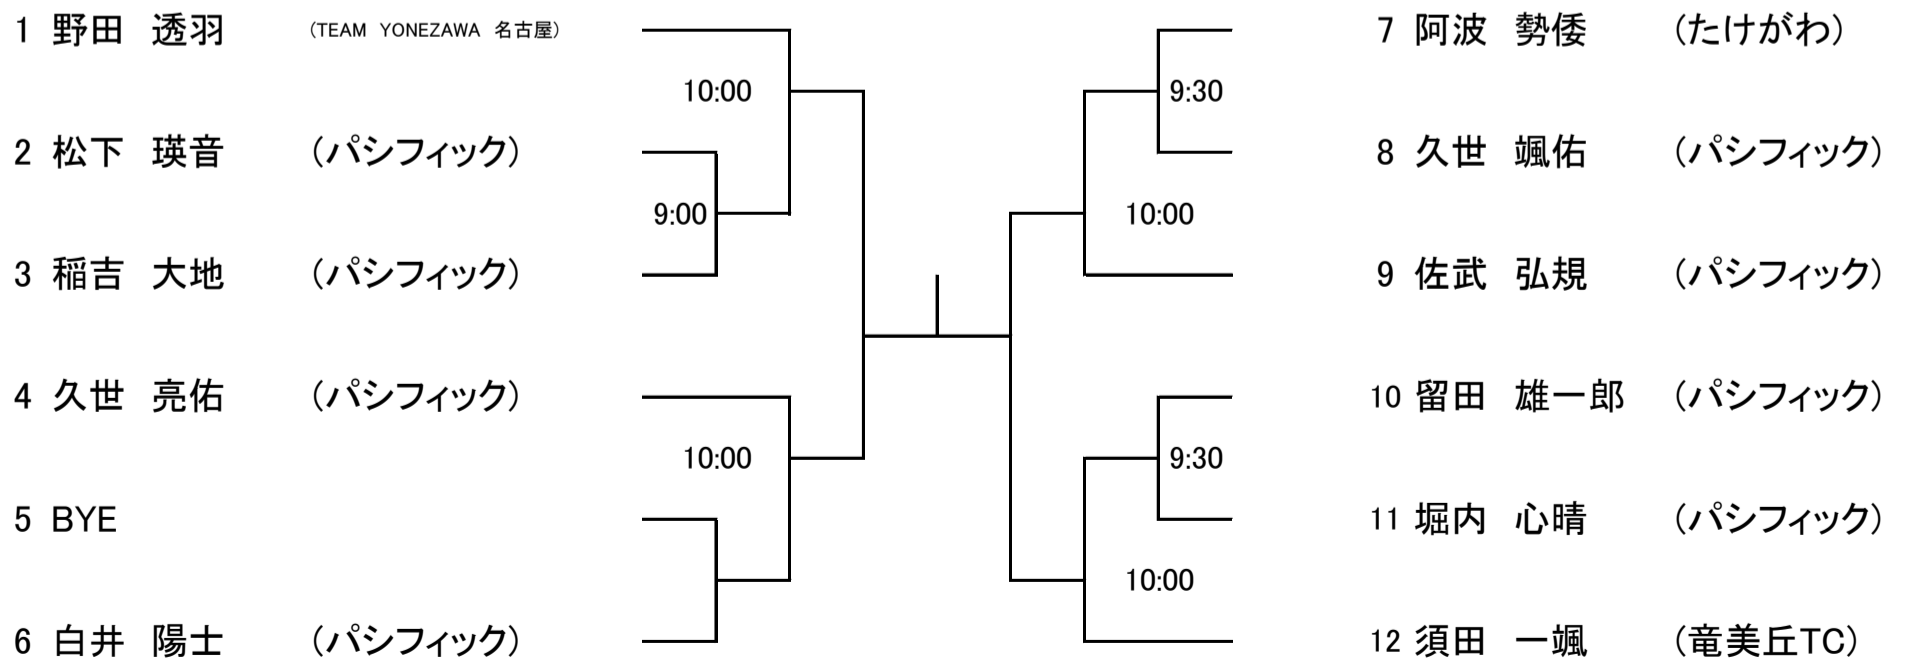 1 野田 透羽 (TEAM YONEZAWA 名古屋)
10:00
2 松下 瑛音 (パシフィック)
9:00
3 稲吉 大地 (パシフィック)
4 久世 亮佑 (パシフィック)
10:00
5 BYE
6 白井 陽士 (パシフィック)
7 阿波 勢倭 (たけがわ)
9:30
8 久世 颯佑 (パシフィック)
10:00
9 佐武 弘規 (パシフィック)
10 留田 雄一郎 (パシフィック)
9:30
11 堀内 心晴 (パシフィック)
10:00
12 須田 一颯 (竜美丘TC)